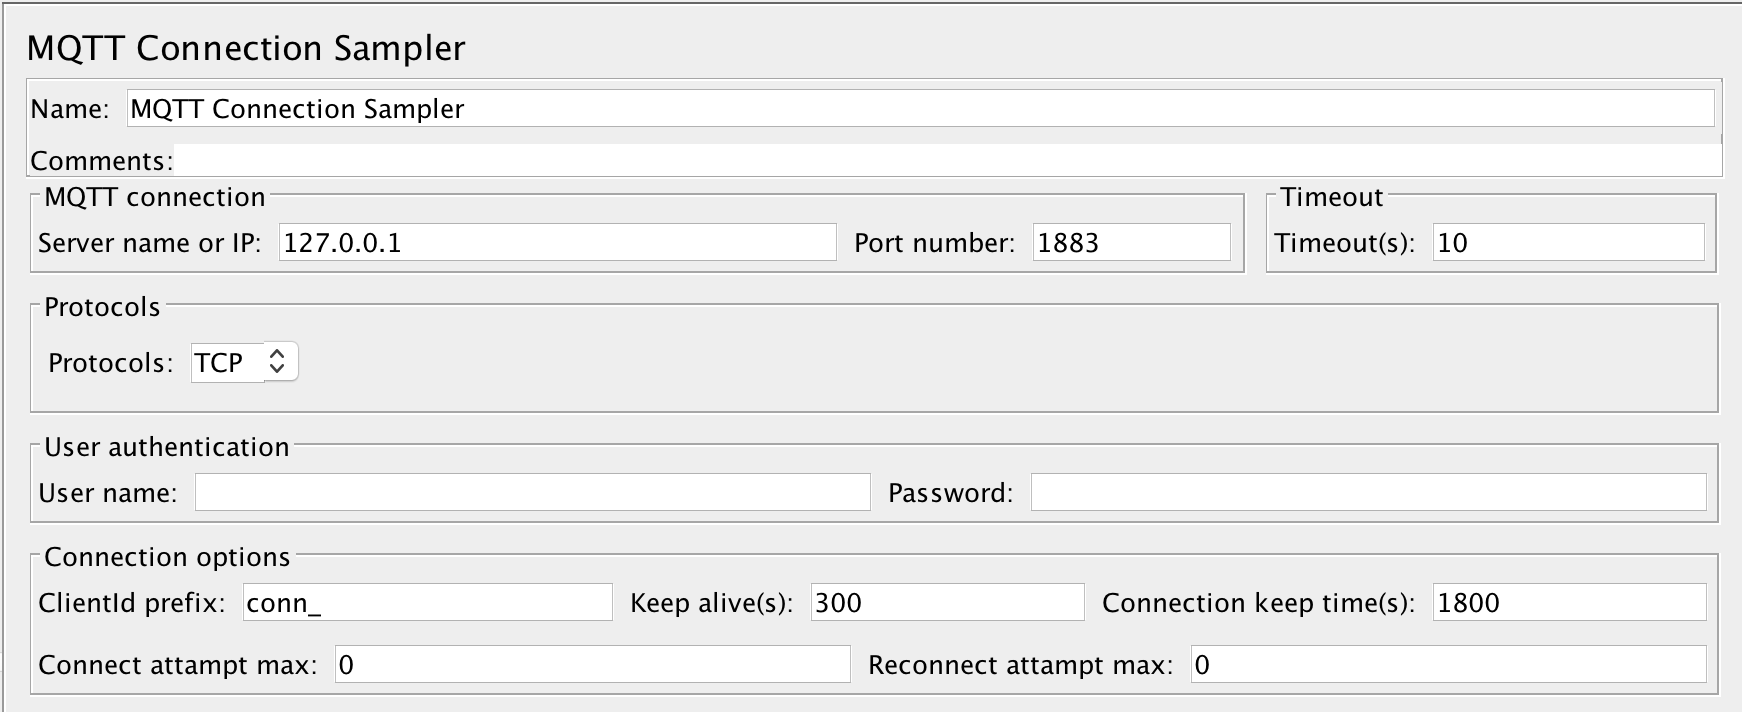 MQTT Connection Sampler
Name: MQTT Connection Sampler
Comments:
MQTT connection
Server name or IP: 127.0.0.1 Port number: 1883
Timeout
Timeout(s): 10
Protocols
Protocols: TCP
User authentication
User name: Password:
Connection options
ClientId prefix: conn_ Keep alive(s): 300 Connection keep time(s): 1800
Connect attampt max: 0 Reconnect attampt max: 0